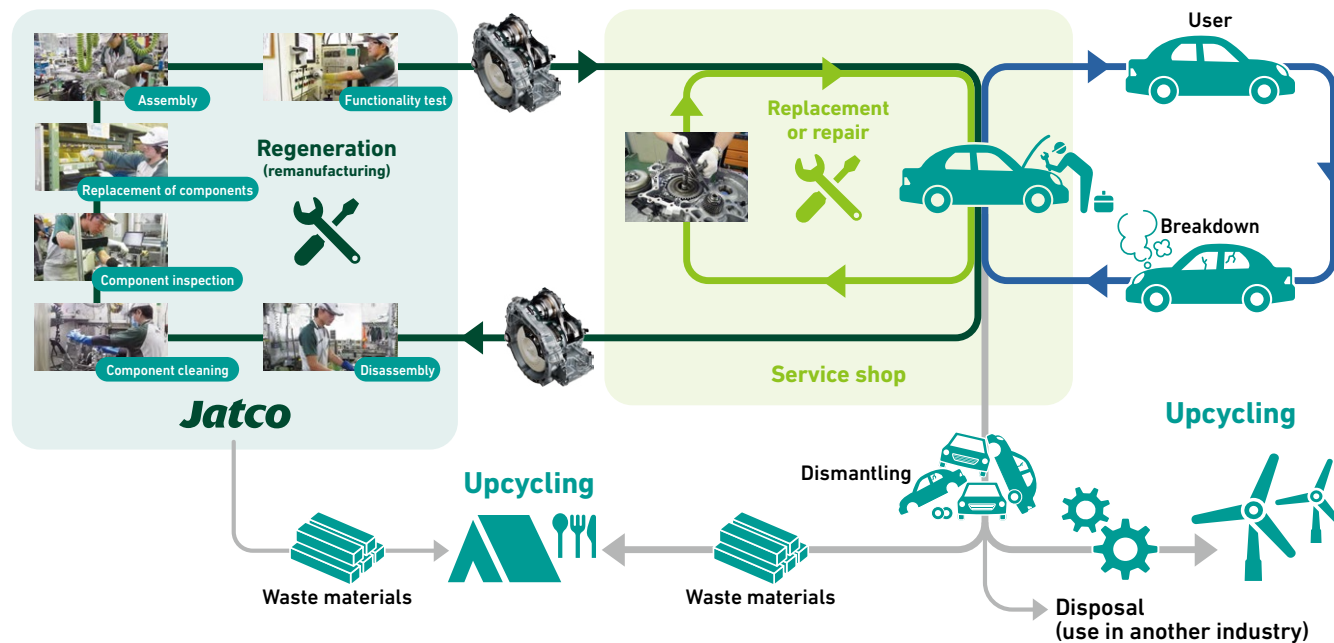 Assembly
Functionality test
Replacement of components
Regeneration
(remanufacturing)
Component inspection
Component cleaning
Disassembly
Jatco
Replacement
or repair
Service shop
User
Breakdown
Dismantling
Upcycling
Upcycling
Waste materials
Waste materials
Disposal
(use in another industry)